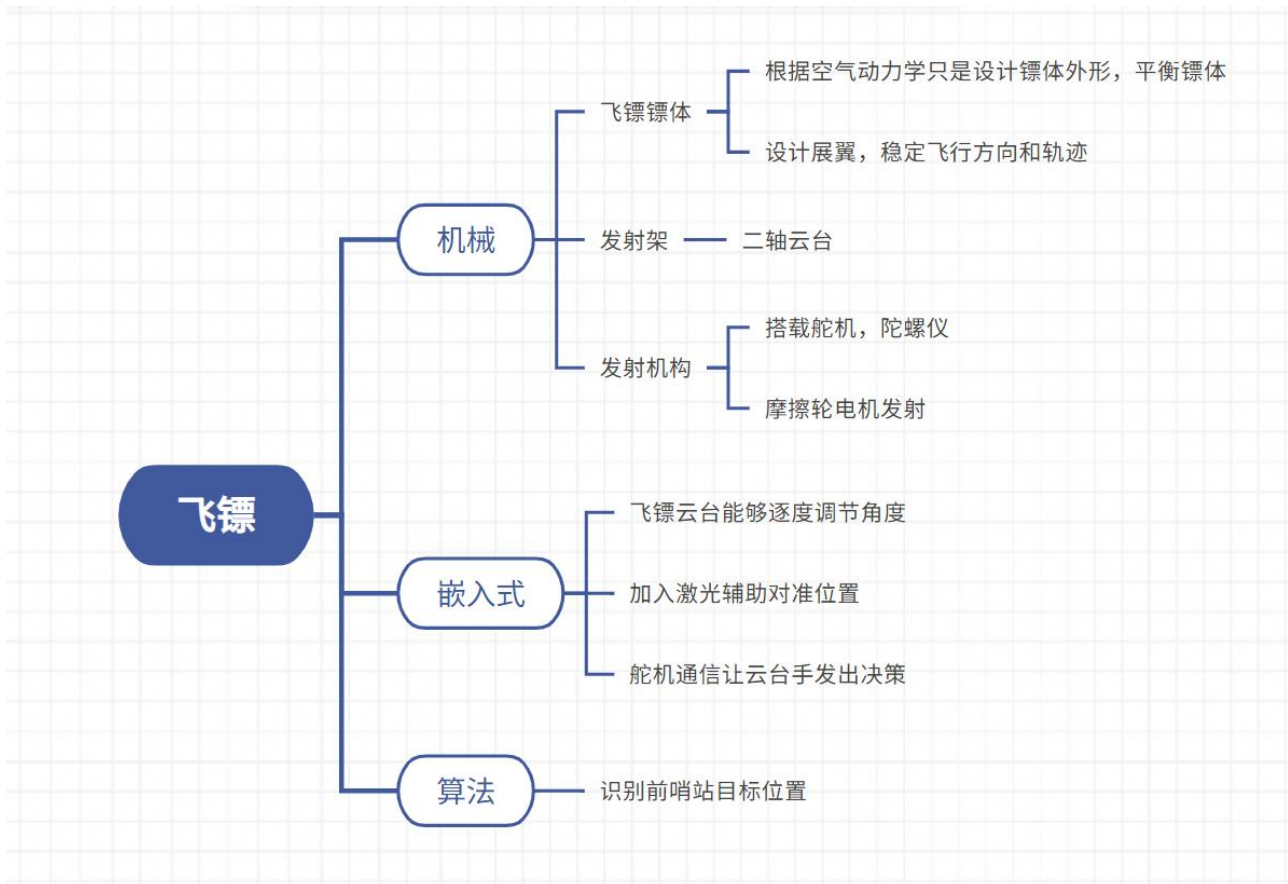 根据空气动力学只是设计镖体外形，平衡镖体
飞镖镖体
设计展翼，稳定飞行方向和轨迹
机械
发射架
二轴云台
搭载舵机，陀螺仪
发射机构
摩擦轮电机发射
飞镖
飞镖云台能够逐度调节角度
嵌入式
加入激光辅助对准位置
舵机通信让云台手发出决策
算法
识别前哨站目标位置